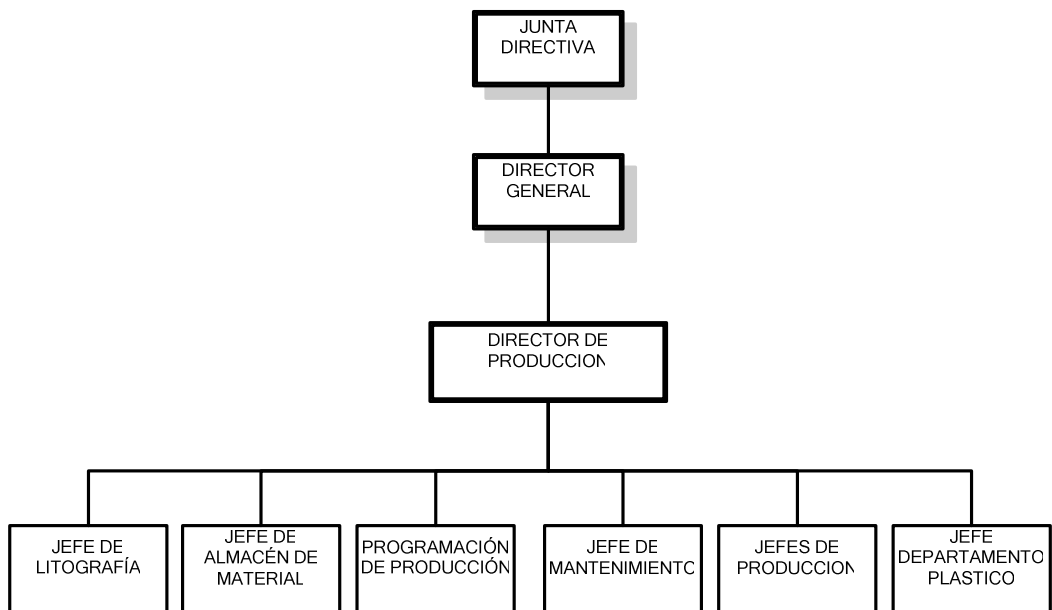 JUNTA
DIRECTIVA
DIRECTOR
GENERAL
DIRECTOR DE
PRODUCCION
JEFE DE
LITOGRAFÍA
JEFE DE
ALMACÉN DE
MATERIAL
PROGRAMACIÓN
DE PRODUCCIÓN
JEFE DE
MANTENIMIENTO
JEFES DE
PRODUCCION
JEFE
DEPARTAMENTO
PLASTICO